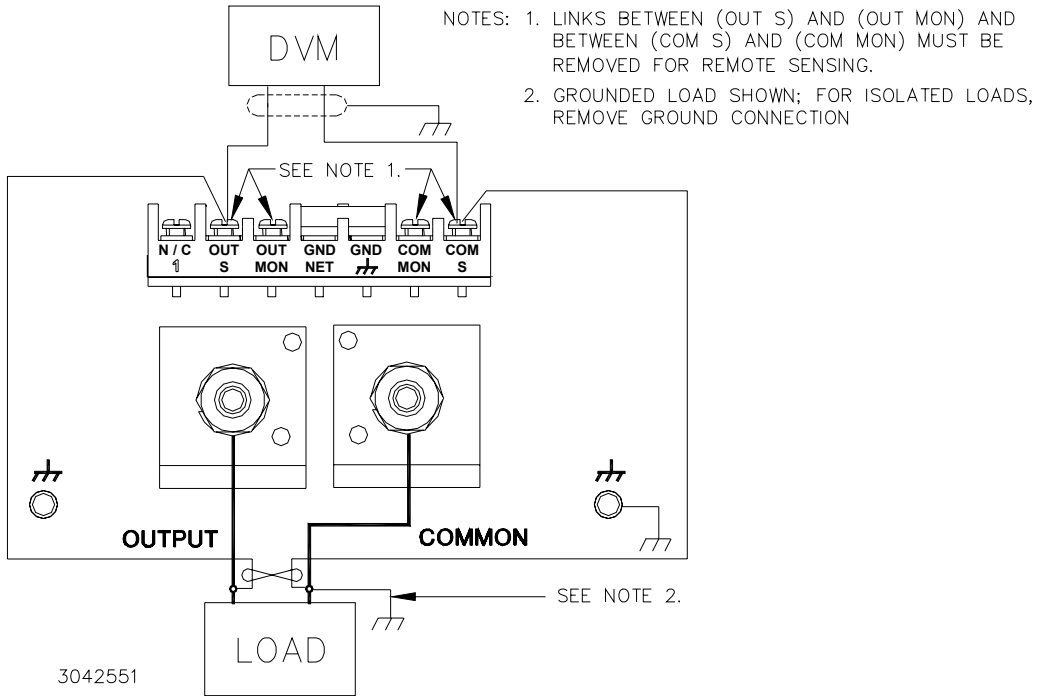 DVM
NOTES: 1. LINKS BETWEEN (OUT S) AND (OUT MON) AND
BETWEEN (COM S) AND (COM MON) MUST BE
REMOVED FOR REMOTE SENSING.
2. GROUNDED LOAD SHOWN; FOR ISOLATED LOADS,
REMOVE GROUND CONNECTION
SEE NOTE 1.
N / C OUT OUT GND GND COM COM
1 S MON NET MON S
OUTPUT COMMON
SEE NOTE 2.
LOAD
3042551